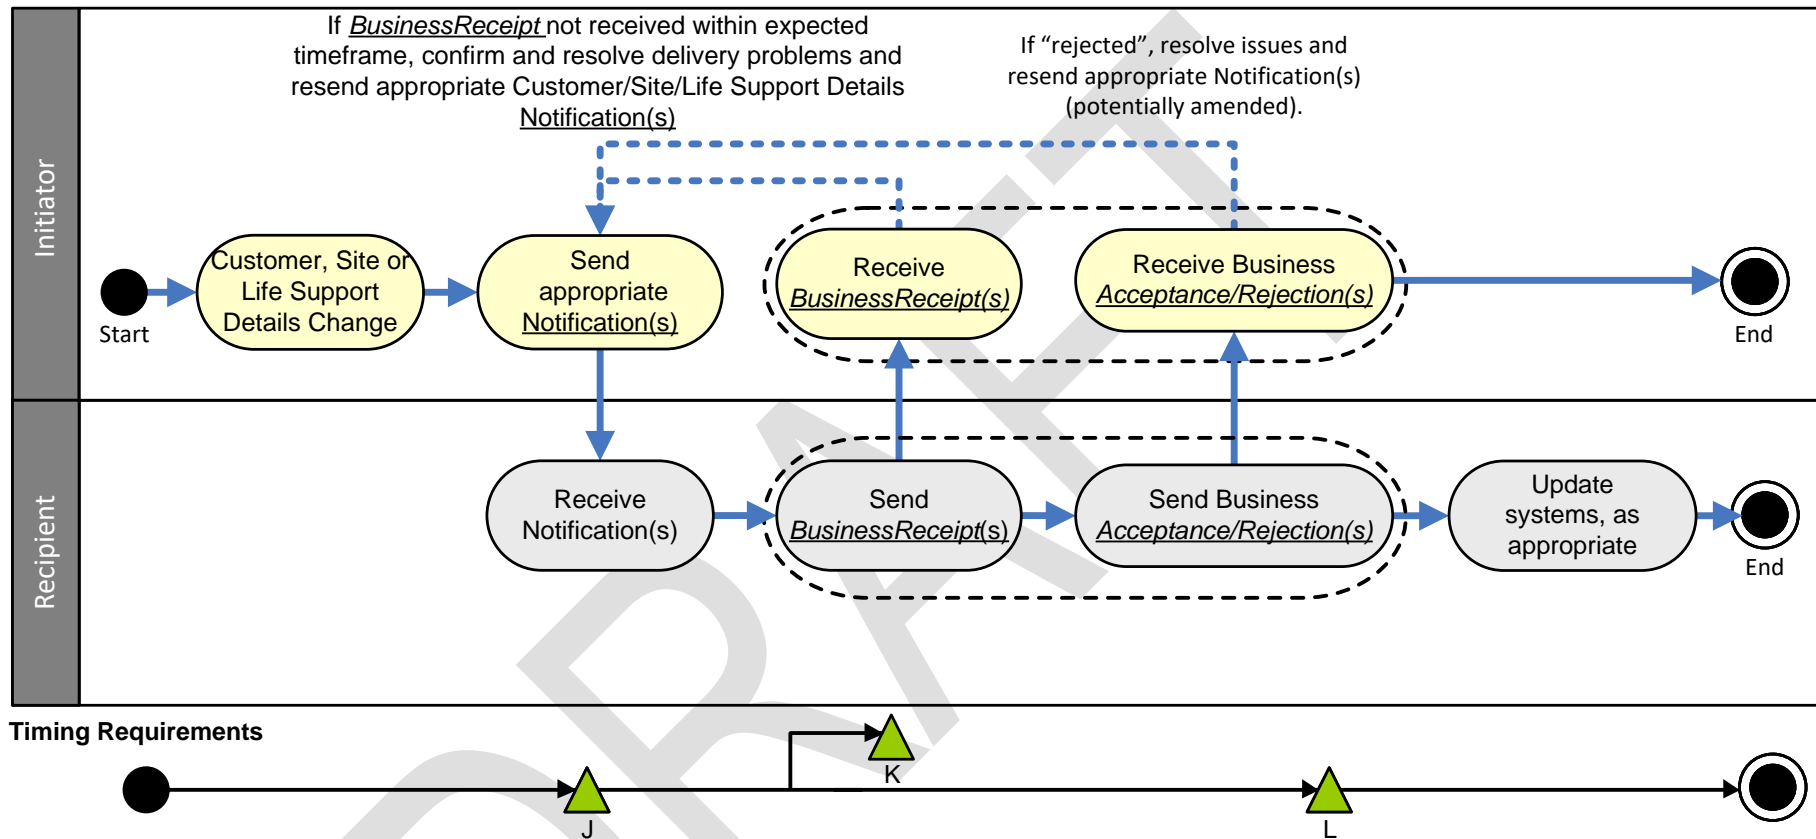 If BusinessReceipt not received within expected
timeframe, confirm and resolve delivery problems and
resend appropriate Customer/Site/Life Support Details
Notification(s)
If “rejected”, resolve issues and
resend appropriate Notification(s)
(potentially amended).
Initiator
Start
Customer, Site or
Life Support
Details Change
Send
appropriate
Notification(s)
Receive
BusinessReceipt(s)
Receive Business
Acceptance/Rejection(s)
End
Recipient
Receive
Notification(s)
Send
BusinessReceipt(s)
Send Business
Acceptance/Rejection(s)
Update
systems, as
appropriate
End
Timing Requirements
J
K
L
DRAFT